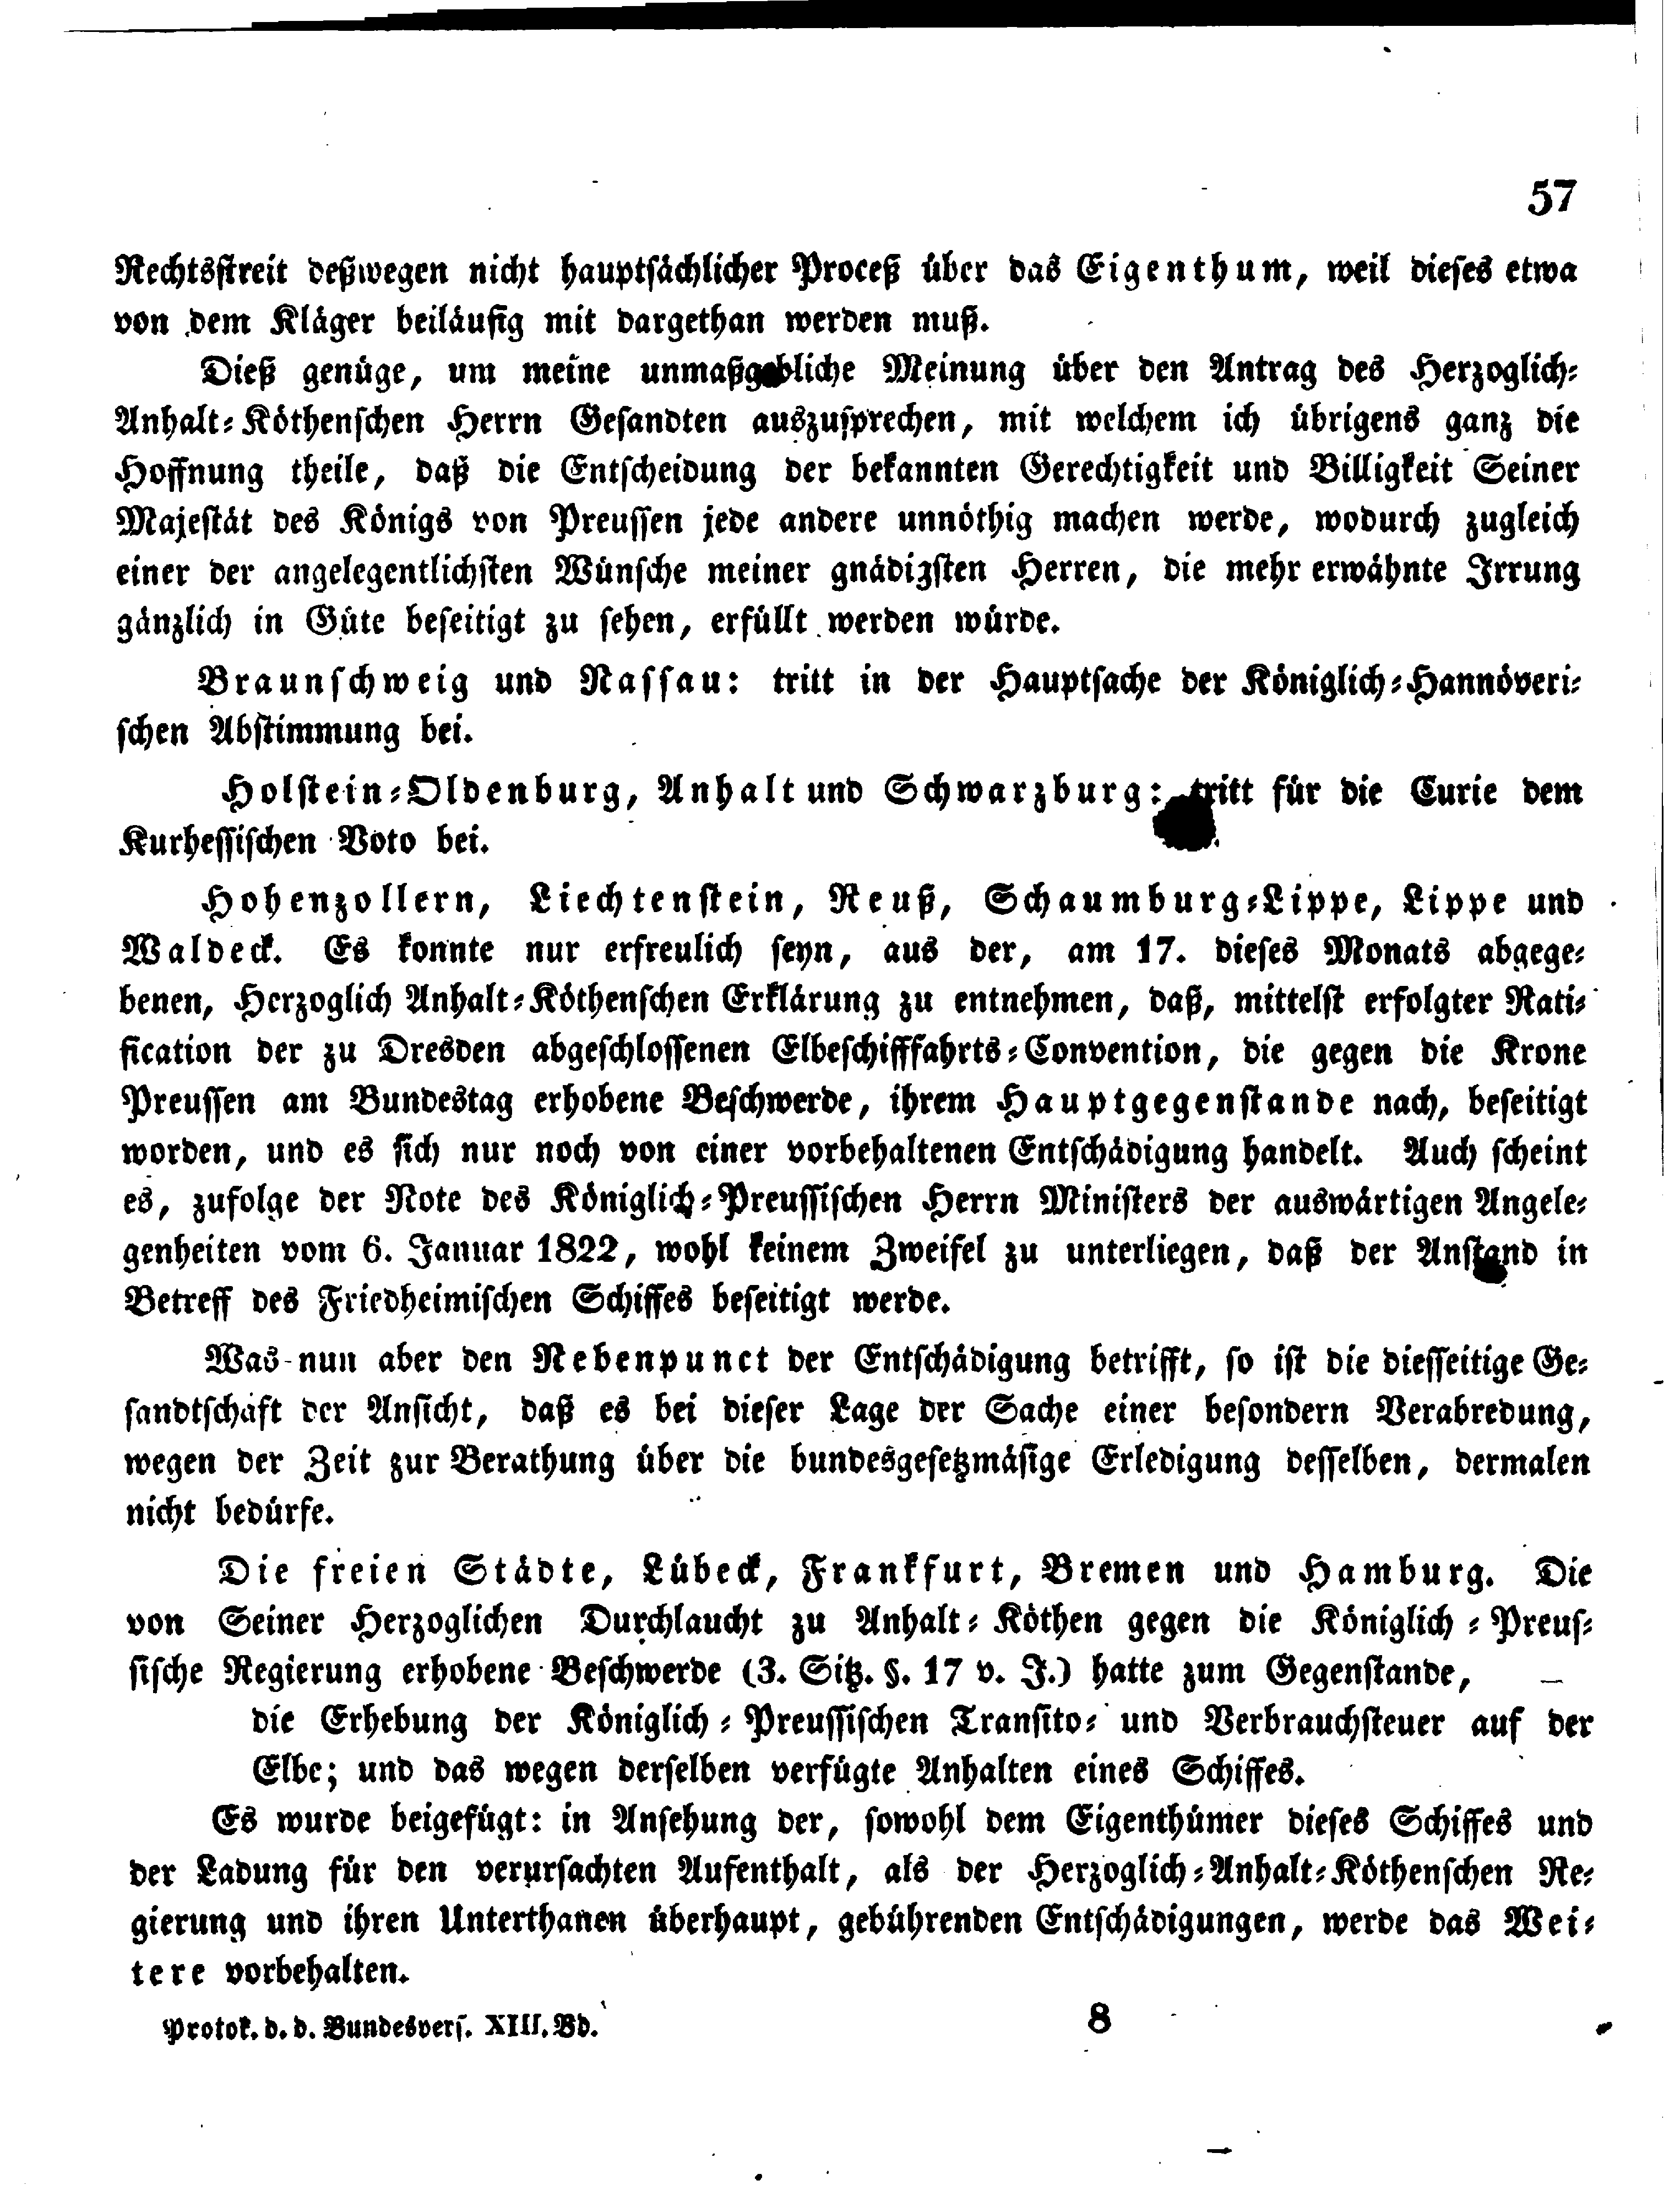 57
Rechtsstreit deßwegen nicht hauptsächlicher Proceß über das Eigenthum, weil dieses etwa
von dem Kläger beiläufig mit dargethan werden muß.
Dieß genüge, um meine unmaßgebliche Meinung über den Antrag des Herzoglich-
Anhalt-Köthenschen Herrn Gesandten auszusprechen, mit welchem ich übrigens ganz die
Hoffnung theile, daß die Entscheidung der bekannten Gerechtigkeit und Billigkeit Seiner
Majestät des Königs von Preussen jede andere unnöthig machen werde, wodurch zugleich
einer der angelegentlichsten Wünsche meiner gnädigsten Herren, die mehr erwähnte Irrung
gänzlich in Güte beseitigt zu sehen, erfüllt werden würde.
Braunschweig und Nassau: tritt in der Hauptsache der Königlich-Hannöveri-
schen Abstimmung bei.
Holstein-Oldenburg, Anhalt und Schwarzburg: tritt für die Curie dem
Kurhessischen Voto bei.
Hohenzollern, Liechtenstein, Reuß, Schaumburg-Lippe, Lippe und
Waldeck. Es konnte nur erfreulich seyn, aus der, am 17. dieses Monats abgege-
benen, Herzoglich Anhalt-Köthenschen Erklärung zu entnehmen, daß, mittelst erfolgter Rati-
fication der zu Dresden abgeschlossenen Elbeschifffahrts-Convention, die gegen die Krone
Preussen am Bundestag erhobene Beschwerde, ihrem Hauptgegenstande nach, beseitigt
worden, und es sich nur noch von einer vorbehaltenen Entschädigung handelt. Auch scheint
es, zufolge der Note des Königlich-Preussischen Herrn Ministers der auswärtigen Angele-
genheiten vom 6. Januar 1822, wohl keinem Zweifel zu unterliegen, daß der Anstand in
Betreff des Friedheimischen Schiffes beseitigt werde.
Was nun aber den Nebenpunct der Entschädigung betrifft, so ist die diesseitige Ge-
sandtschaft der Ansicht, daß es bei dieser Lage der Sache einer besondern Verabredung,
wegen der Zeit zur Berathung über die bundesgesetzmäsige Erledigung desselben, dermalen
nicht bedürfe.
Die freien Städte, Lübeck, Frankfurt, Bremen und Hamburg. Die
von Seiner Herzoglichen Durchlaucht zu Anhalt-Köthen gegen die Königlich-Preus-
sische Regierung erhobene Beschwerde (3. Sitz. §. 17 v. J.) hatte zum Gegenstande,
die Erhebung der Königlich-Preussischen Transito- und Verbrauchsteuer auf der
Elbe; und das wegen derselben verfügte Anhalten eines Schiffes.
Es wurde beigefügt: in Ansehung der, sowohl dem Eigenthümer dieses Schiffes und
der Ladung für den verursachten Aufenthalt, als der Herzoglich-Anhalt-Köthenschen Re-
gierung und ihren Unterthanen überhaupt, gebührenden Entschädigungen, werde das Wei-
tere vorbehalten.
Protok. d. d. Bundesvers. XIII. Bd. 8